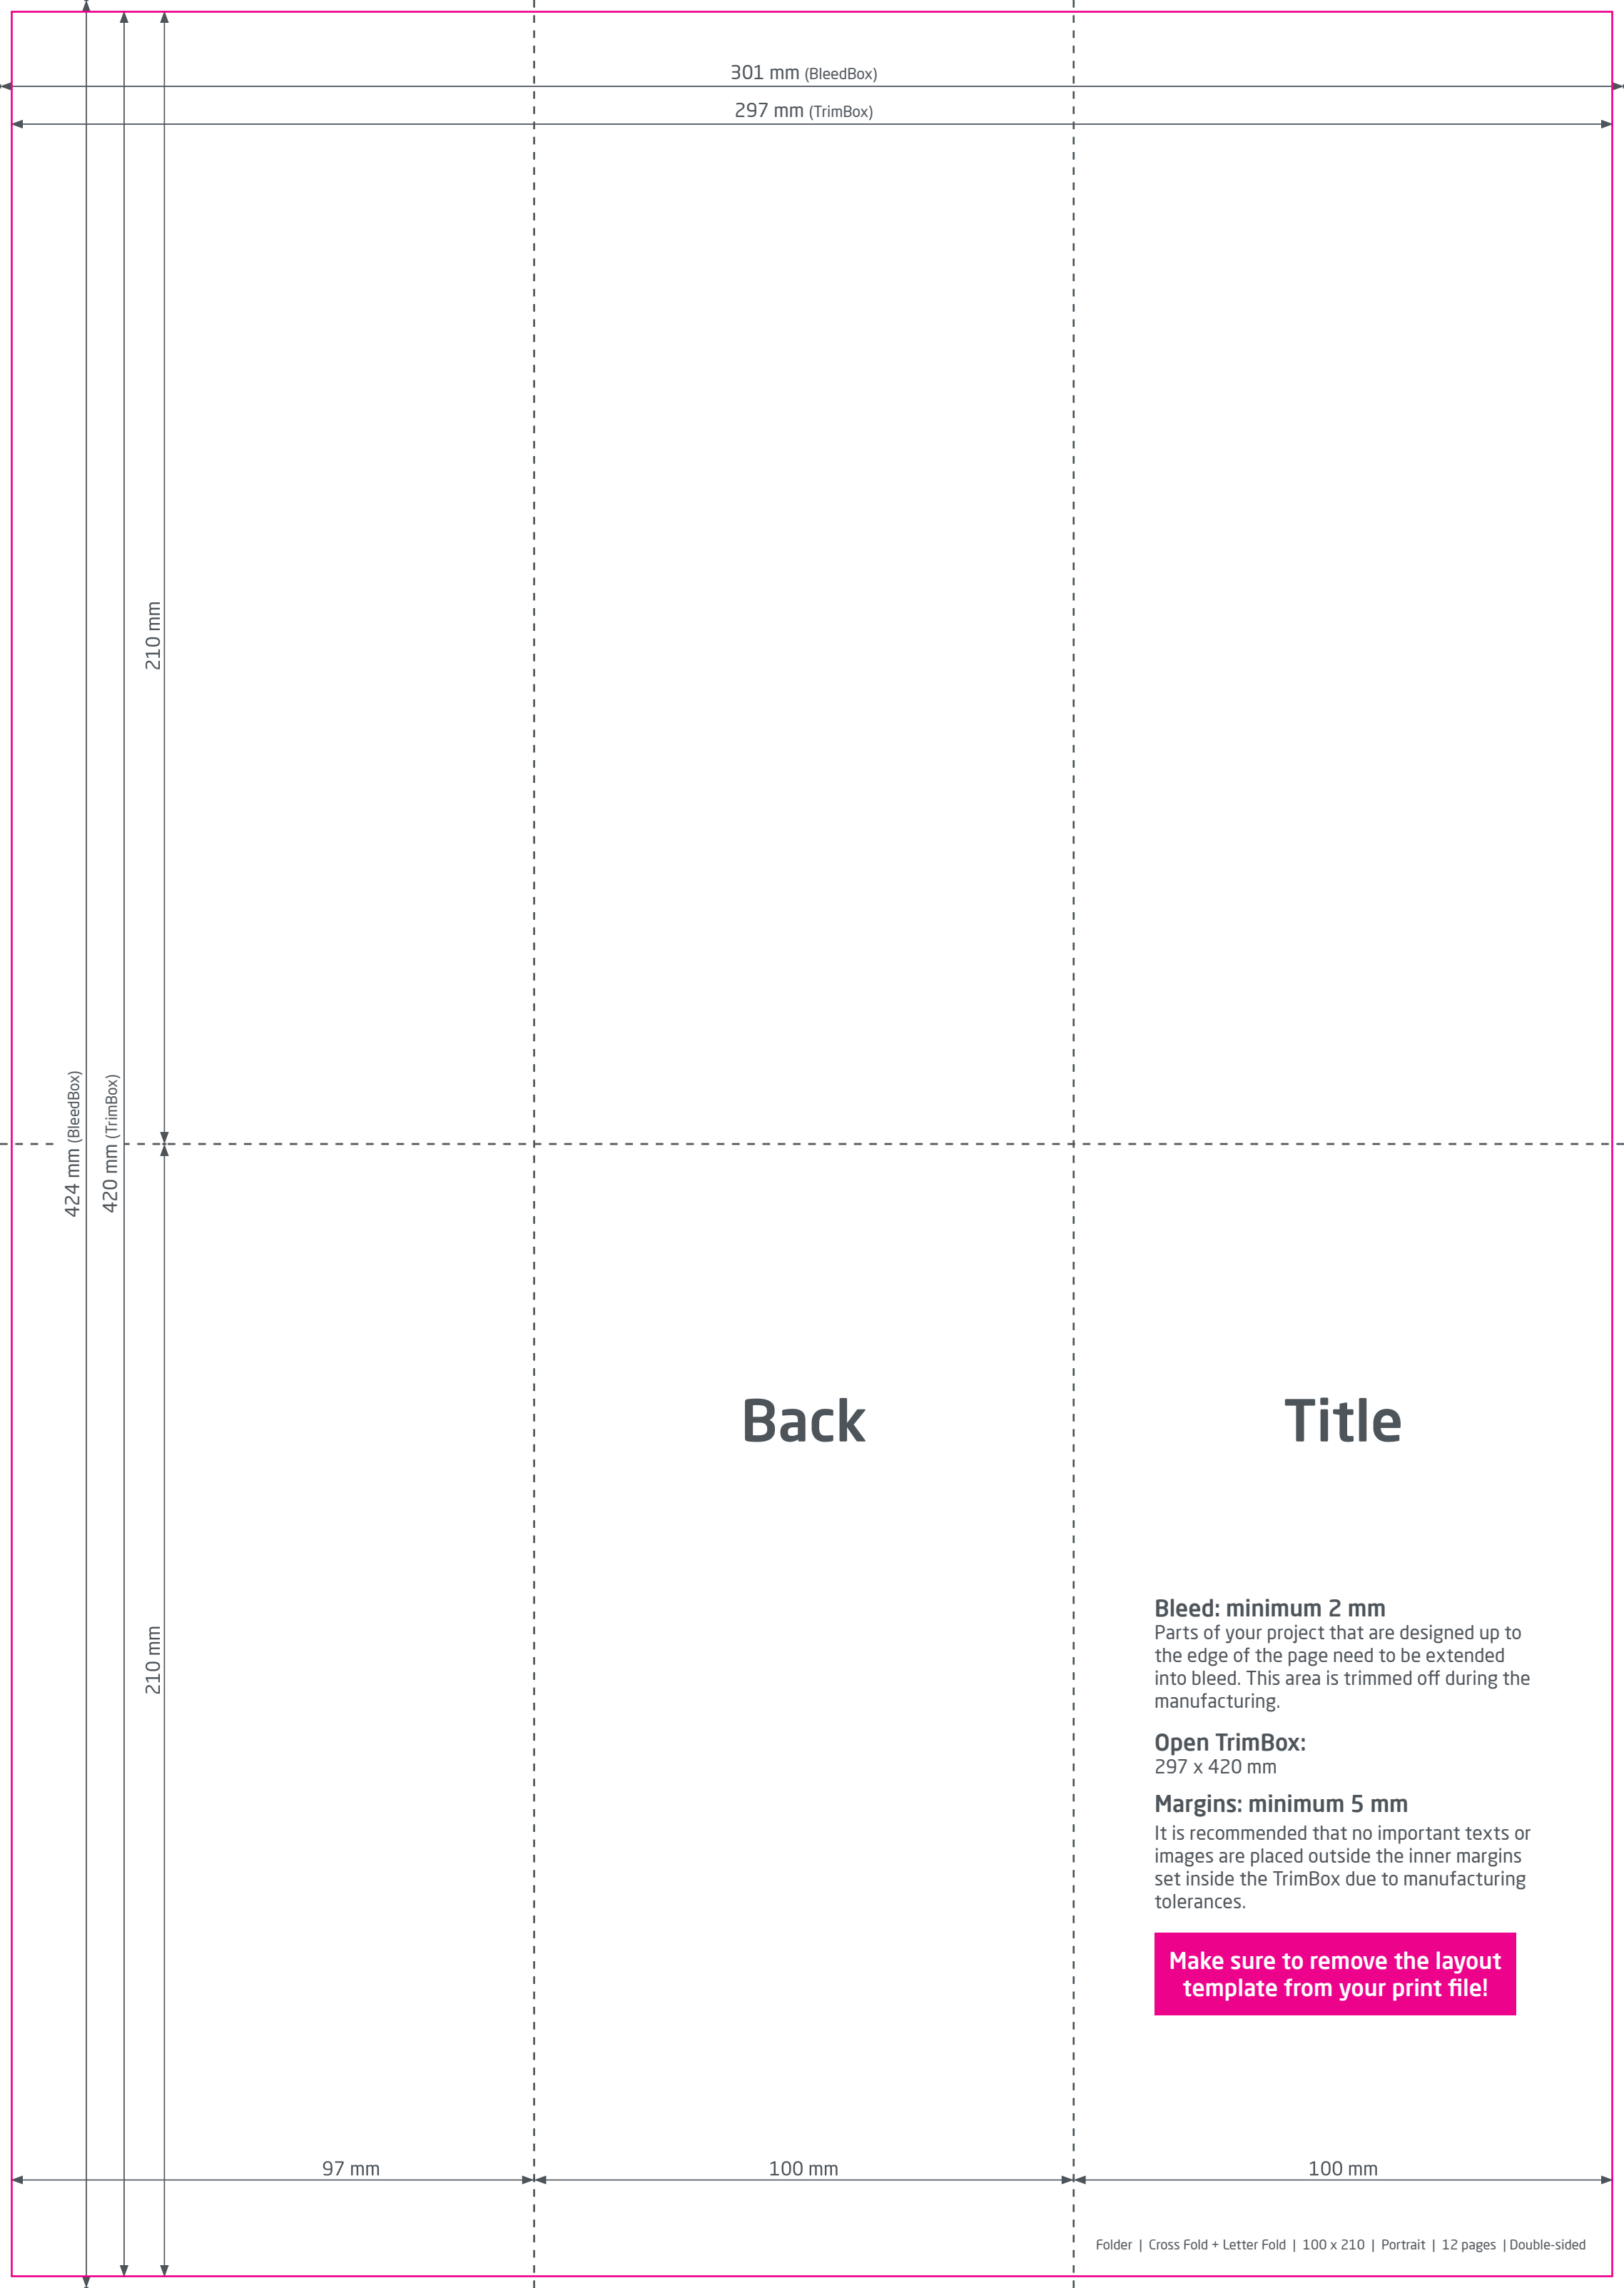 301 mm (BleedBox)
297 mm (TrimBox)
210 mm
424 mm (BleedBox)
420 mm (TrimBox)
Back
Title
210 mm
Bleed: minimum 2 mm
Parts of your project that are designed up to
the edge of the page need to be extended
into bleed. This area is trimmed off during the
manufacturing.
Open TrimBox:
297 x 420 mm
Margins: minimum 5 mm
It is recommended that no important texts or
images are placed outside the inner margins
set inside the TrimBox due to manufacturing
tolerances.
Make sure to remove the layout
template from your print file!
97 mm
100 mm
100 mm
Folder | Cross Fold + Letter Fold | 100 x 210 | Portrait | 12 pages | Double-sided